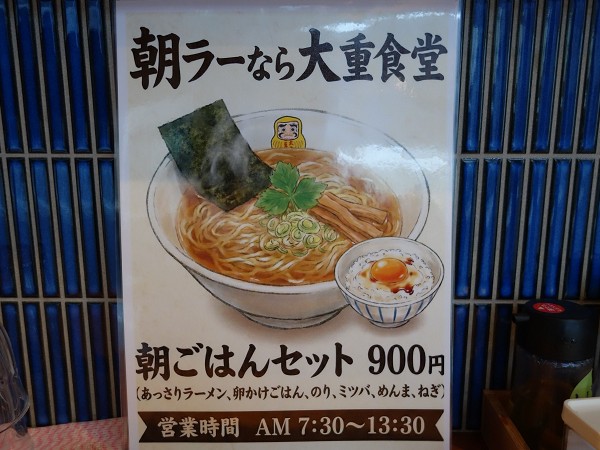 朝ラーなら大重食堂
朝ごはんセット 900円
(あっさりラーメン、卵かけごはん、のり、ミツバ、めんま、ねぎ)
営業時間 AM 7:30〜13:30